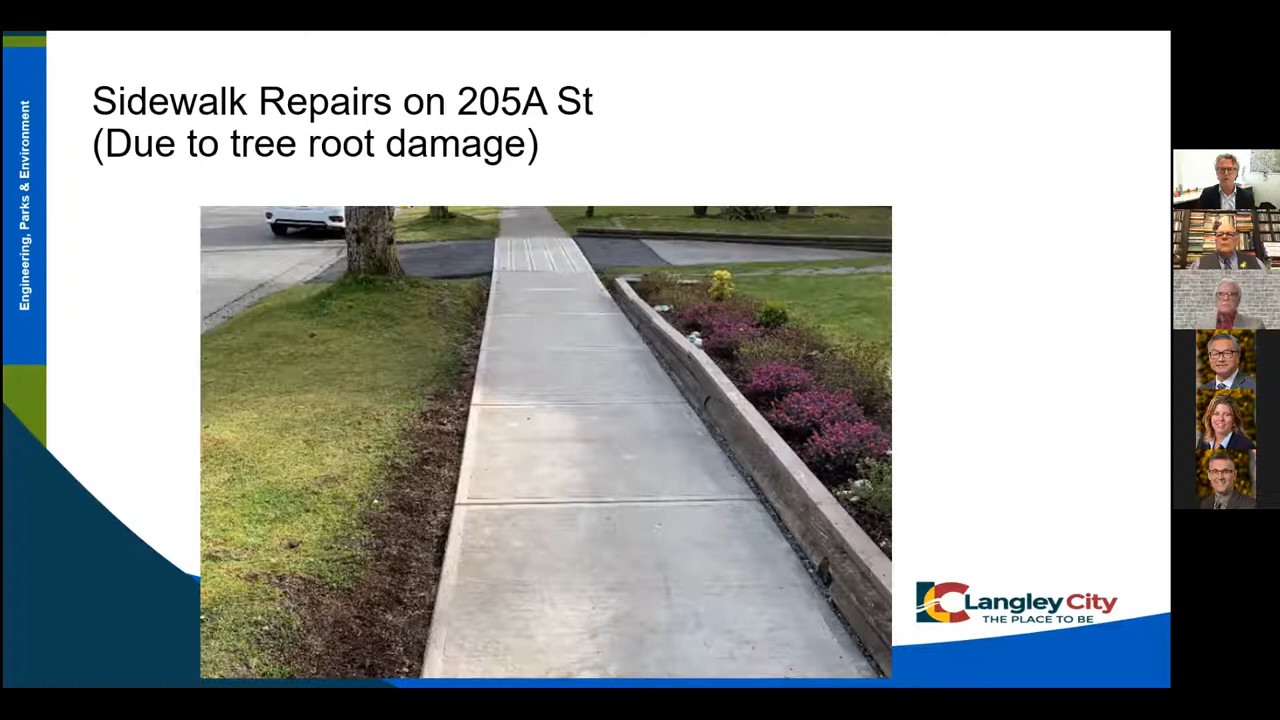 Engineering, Parks & Environment
Sidewalk Repairs on 205A St
(Due to tree root damage)
LC Langley City
THE PLACE TO BE